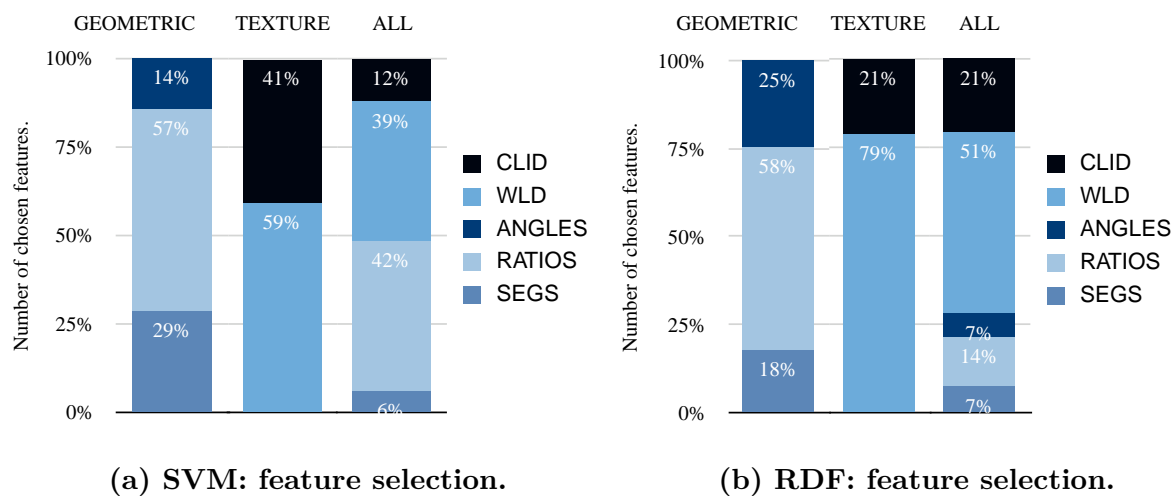 GEOMETRIC TEXTURE ALL
100%
75%
50%
25%
0%
Number of chosen features.
14%
57%
29%
41%
59%
12%
39%
42%
6%
CLID
WLD
ANGLES
RATIOS
SEGS
(a) SVM: feature selection.
GEOMETRIC TEXTURE ALL
100%
75%
50%
25%
0%
Number of chosen features.
25%
58%
18%
21%
79%
21%
51%
7%
14%
7%
CLID
WLD
ANGLES
RATIOS
SEGS
(b) RDF: feature selection.